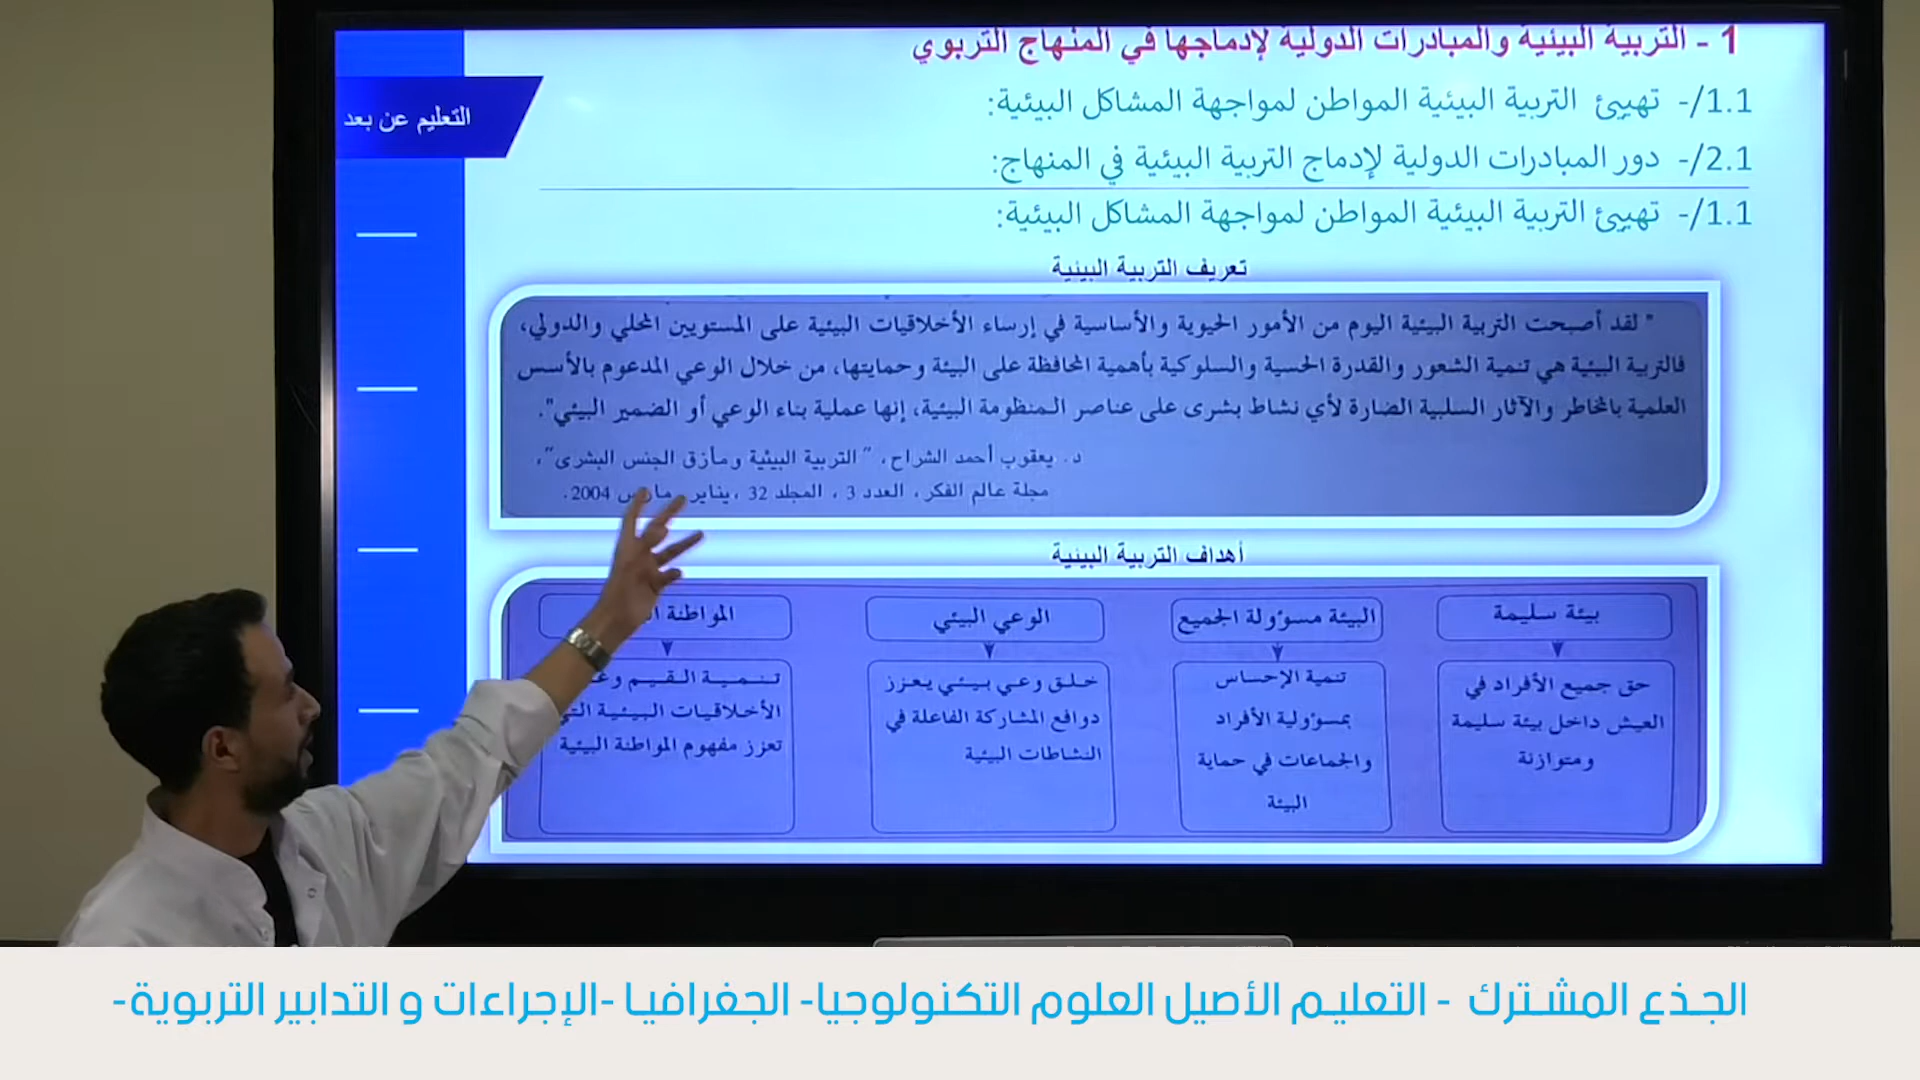 1 - التربية البيئية والمبادرات الدولية لإدماجها في المنهاج التربوي
التعليم عن بعد
1.1/- تهييئ التربية البيئية المواطن لمواجهة المشاكل البيئية:
2.1/- دور المبادرات الدولية لإدماج التربية البيئية في المنهاج:
1.1/- تهييئ التربية البيئية المواطن لمواجهة المشاكل البيئية:
تعريف التربية البيئية
" لقد أصبحت التربية البيئية اليوم من الأمور الحيوية والأساسية في إرساء الأخلاقيات البيئية على المستويين المحلي والدولي،
فالتربية البيئية هي تنمية الشعور والقدرة الحسية والسلوكية بأهمية المحافظة على البيئة وحمايتها، من خلال الوعي المدعوم بالأسس
العلمية بالمخاطر والآثار السلبية الضارة لأي نشاط بشرى على عناصر المنظومة البيئية، إنها عملية بناء الوعي أو الضمير البيئي".
د. يعقوب أحمد الشراح، "التربية البيئية ومأزق الجنس البشرى"،
مجلة عالم الفكر، العدد 3 ، المجلد 32 ،يناير مارس 2004.
أهداف التربية البيئية
بيئة سليمة
حق جميع الأفراد في
العيش داخل بيئة سليمة
ومتوازنة
البيئة مسؤولة الجميع
تنمية الإحساس
بمسؤولية الأفراد
والجماعات في حماية
البيئة
الوعي البيئي
خلق وعي بيئي يعزز
دوافع المشاركة الفاعلة في
النشاطات البيئية
المواطنة
تنمية القيم
الأخلاقيات البيئية
تعزز مفهوم المواطنة البيئية
الجذع المشترك - التعليم الأصيل العلوم التكنولوجيا- الجغرافيا -الإجراءات و التدابير التربوية-